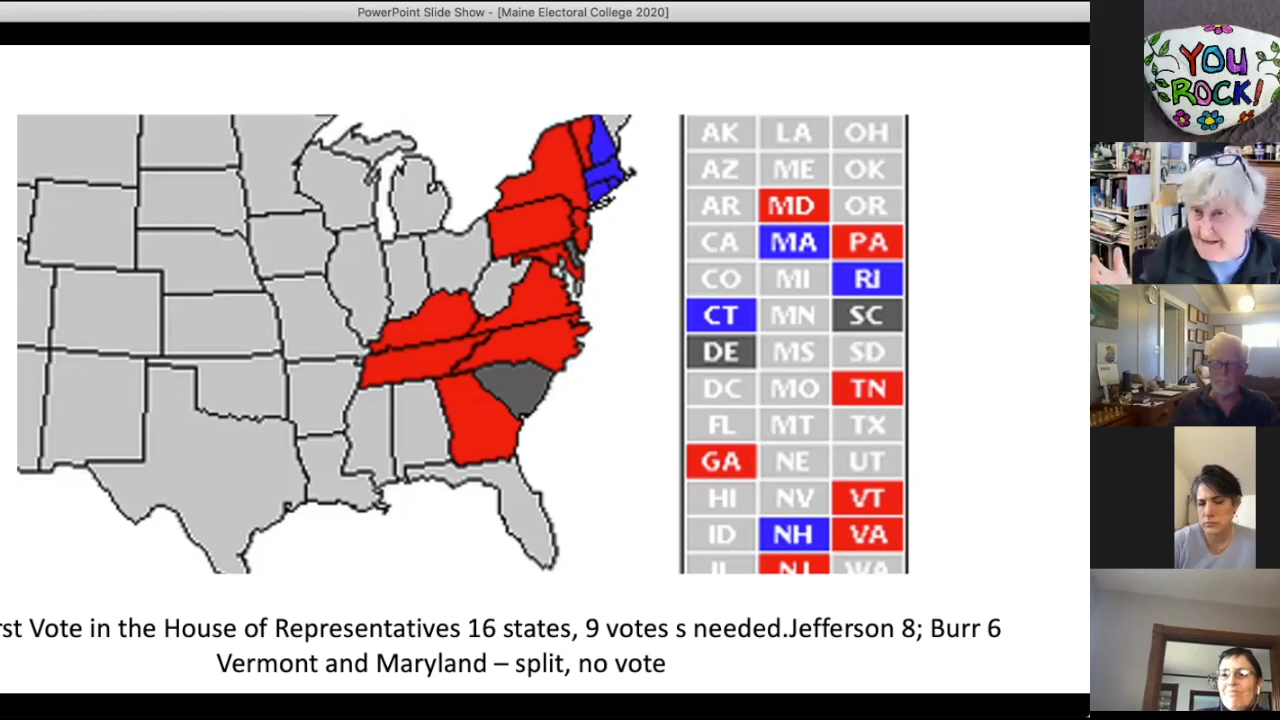 PowerPoint Slide Show - [Maine Electoral College 2020]
YOU
ROCK!
AK LA OH
AZ ME OK
AR MD OR
CA MA PA
CO MI RI
CT MN SC
DE MS SD
DC MO TN
FL MT TX
GA NE UT
HI NV VT
ID NH VA
IL NJ WA
rst Vote in the House of Representatives 16 states, 9 votes s needed.Jefferson 8; Burr 6
Vermont and Maryland – split, no vote